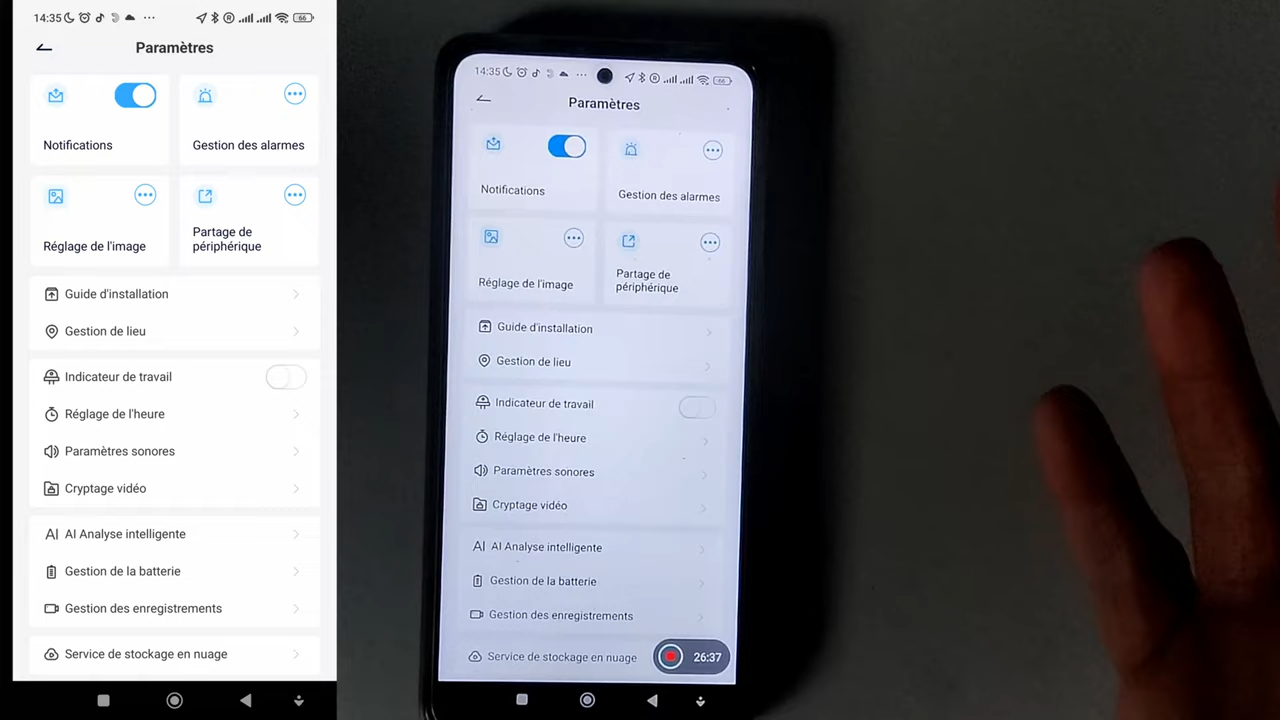 14:35
66
Paramètres
Notifications
Gestion des alarmes
Réglage de l'image
Partage de
périphérique
Guide d'installation
Gestion de lieu
Indicateur de travail
Réglage de l'heure
Paramètres sonores
Cryptage vidéo
AI Analyse intelligente
Gestion de la batterie
Gestion des enregistrements
Service de stockage en nuage
14:35
66
Paramètres
Notifications
Gestion des alarmes
Réglage de l'image
Partage de
périphérique
Guide d'installation
Gestion de lieu
Indicateur de travail
Réglage de l'heure
Paramètres sonores
Cryptage vidéo
AI Analyse intelligente
Gestion de la batterie
Gestion des enregistrements
Service de stockage en nuage
26:37